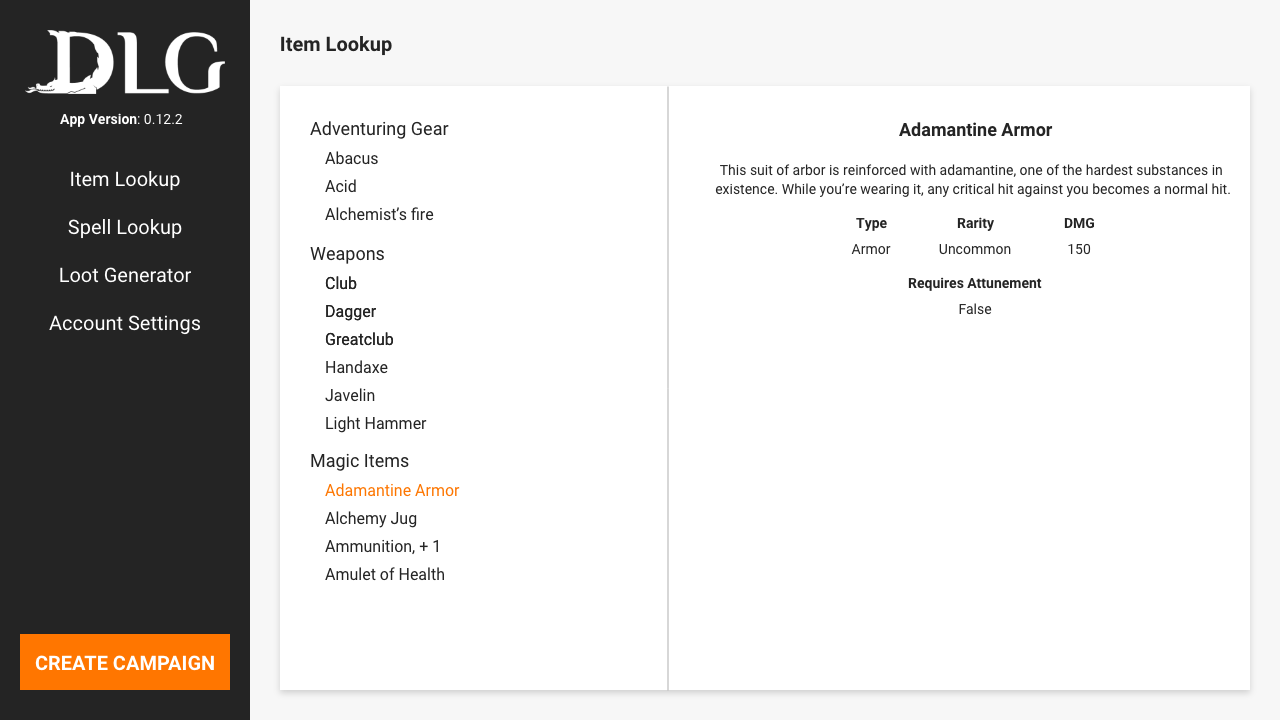 DLG
App Version: 0.12.2
Item Lookup
Spell Lookup
Loot Generator
Account Settings
CREATE CAMPAIGN
Item Lookup
Adventuring Gear
Abacus
Acid
Alchemist’s fire
Weapons
Club
Dagger
Greatclub
Handaxe
Javelin
Light Hammer
Magic Items
Adamantine Armor
Alchemy Jug
Ammunition, + 1
Amulet of Health
Adamantine Armor
This suit of arbor is reinforced with adamantine, one of the hardest substances in
existence. While you’re wearing it, any critical hit against you becomes a normal hit.
Type Rarity DMG
Armor Uncommon 150
Requires Attunement
False